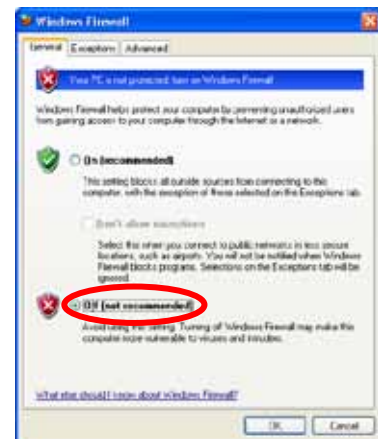 Windows Firewall
General Exceptions Advanced
Your PC is not protected: turn on Windows Firewall
Windows Firewall helps protect your computer by preventing unauthorized users
from gaining access to your computer through the Internet or a network.
On (recommended)
This setting blocks all outside sources from connecting to this
computer, with the exception of those selected on the Exceptions tab.
Don't allow exceptions
Select this when you connect to public networks in less secure
locations, such as airports. You will not be notified when Windows
Firewall blocks programs. Selections on the Exceptions tab will be
ignored.
Off (not recommended)
Avoid using this setting. Turning off Windows Firewall may make this
computer more vulnerable to viruses and intruders.
What else should I know about Windows Firewall?
OK Cancel